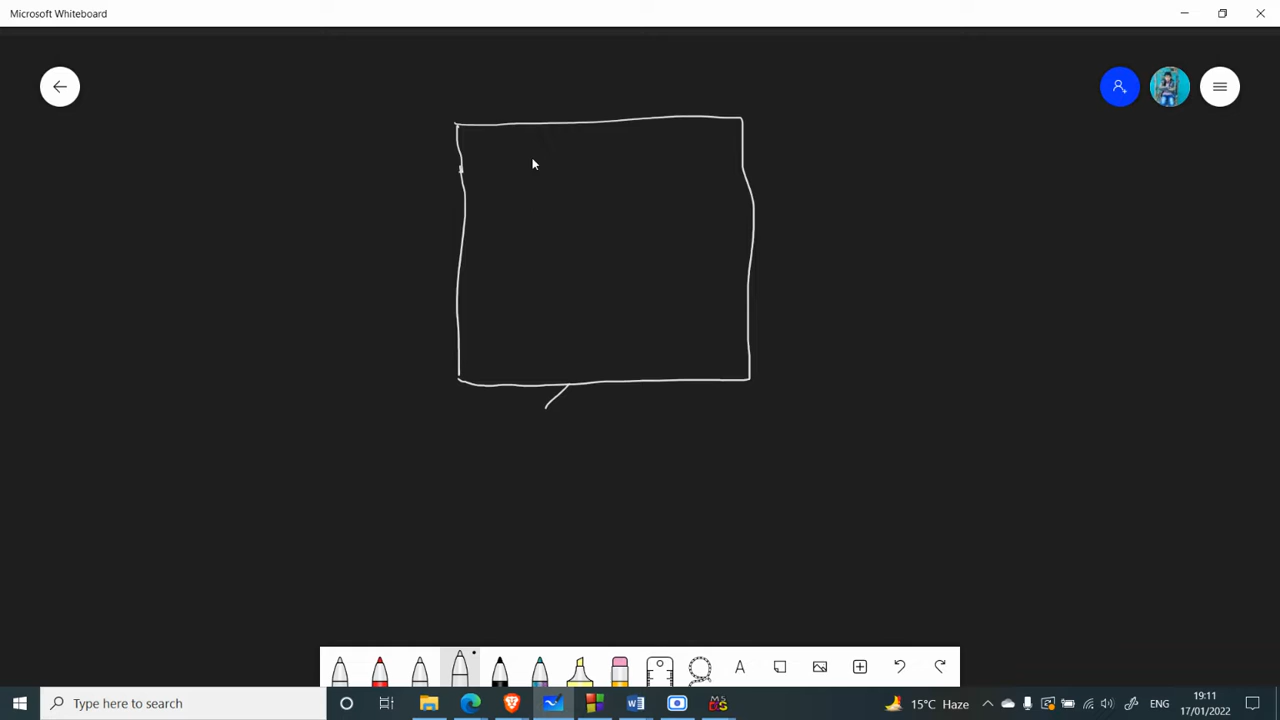 Microsoft Whiteboard
A
Type here to search
15°C Haze
ENG
19:11
17/01/2022